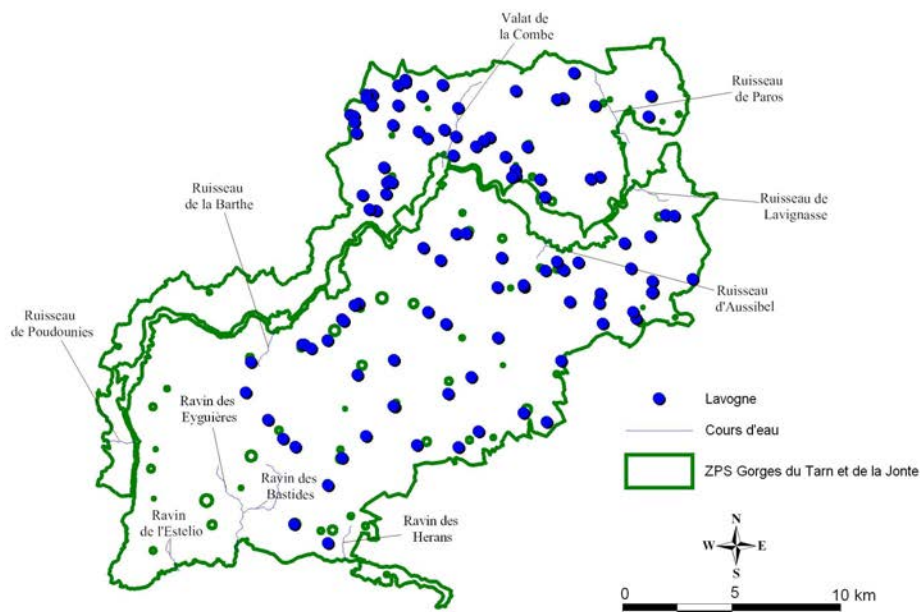 Valat de
la Combe
Ruisseau
de Paros
Ruisseau
de la Barthe
Ruisseau de
Lavignasse
Ruisseau
d'Aussibel
Ruisseau
de Poudounies
Ravin des
Eyguières
Ravin des
Bastides
Ravin
de l'Estelio
Ravin des
Herans
Lavogne
Cours d'eau
ZPS Gorges du Tarn et de la Jonte
N
W E
S
0 5 10 km